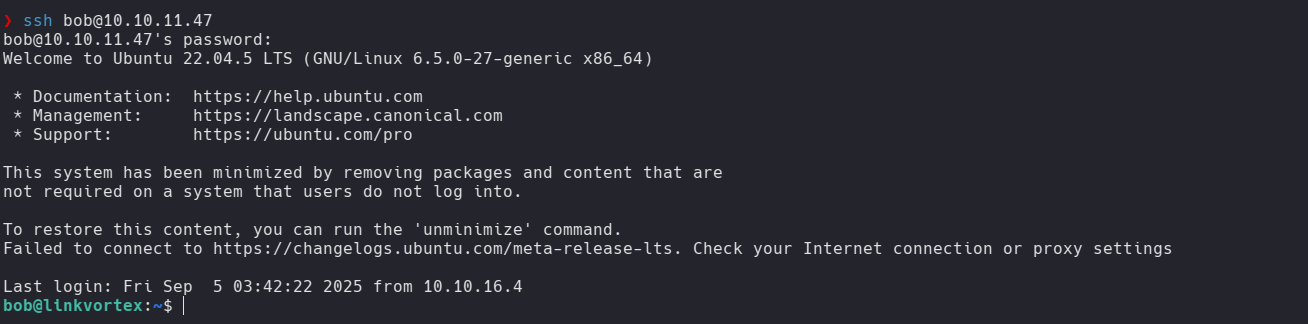 ❯ ssh bob@10.10.11.47
bob@10.10.11.47's password:
Welcome to Ubuntu 22.04.5 LTS (GNU/Linux 6.5.0-27-generic x86_64)

 * Documentation:  https://help.ubuntu.com
 * Management:     https://landscape.canonical.com
 * Support:        https://ubuntu.com/pro

This system has been minimized by removing packages and content that are
not required on a system that users do not log into.

To restore this content, you can run the 'unminimize' command.
Failed to connect to https://changelogs.ubuntu.com/meta-release-lts. Check your Internet connection or proxy settings

Last login: Fri Sep  5 03:42:22 2025 from 10.10.16.4
bob@linkvortex:~$